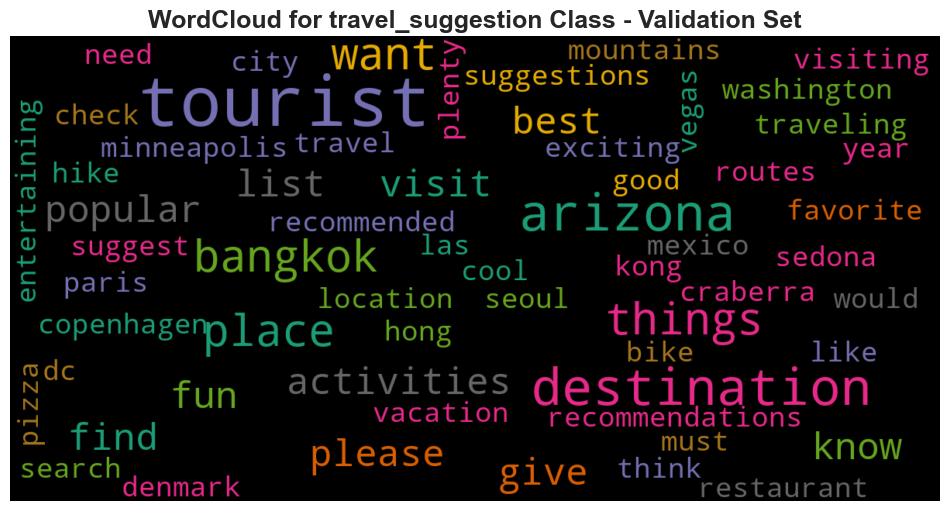 WordCloud for travel_suggestion Class - Validation Set
need
city
want
plenty
mountains
visiting
suggestions
vegas
washington
tourist
check
best
traveling
entertaining
minneapolis
travel
exciting
year
hike
list
visit
good
routes
popular
recommended
arizona
favorite
suggest
bangkok
las
mexico
sedona
paris
cool
kong
craberra
would
location
seoul
copenhagen
place
hong
things
bike
like
pizza
dc
fun
activities
destination
vacation
recommendations
find
please
must
know
search
give
think
denmark
restaurant